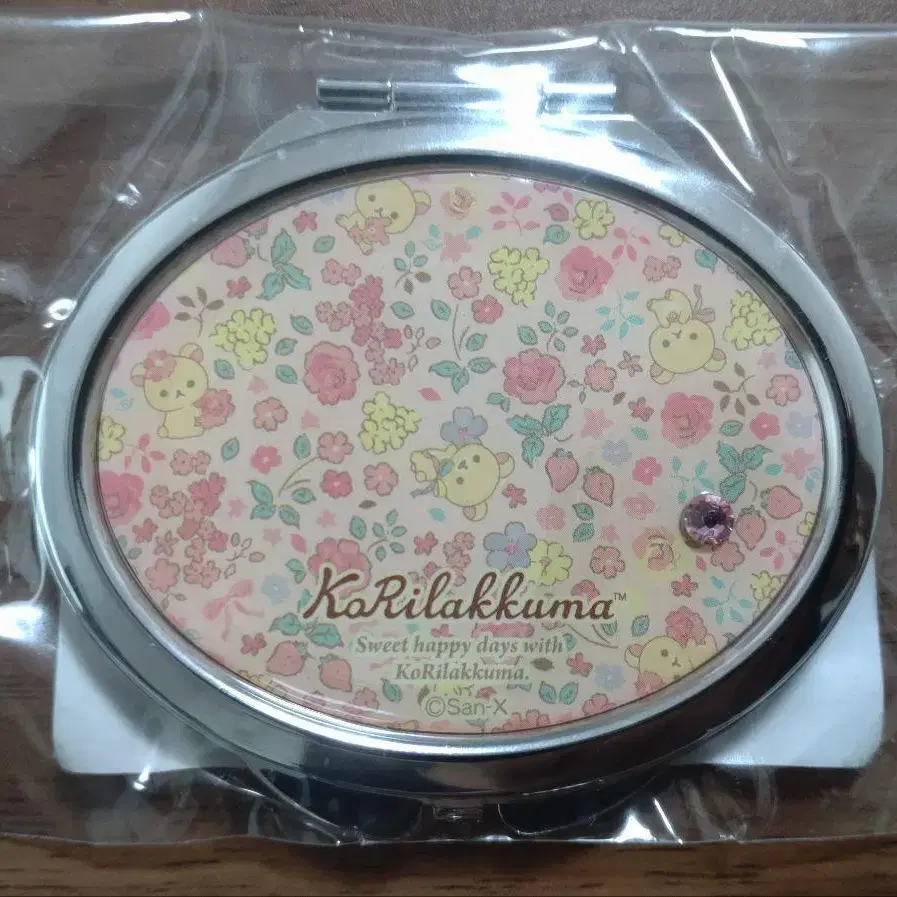 KoRilakkuma™
Sweet happy days with
KoRilakkuma.
©San-X